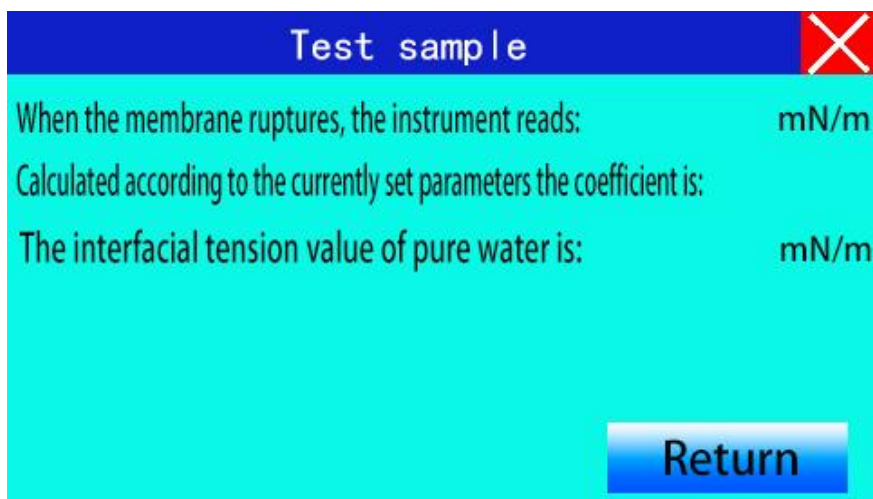 Test sample
When the membrane ruptures, the instrument reads: mN/m
Calculated according to the currently set parameters the coefficient is:
The interfacial tension value of pure water is: mN/m
Return